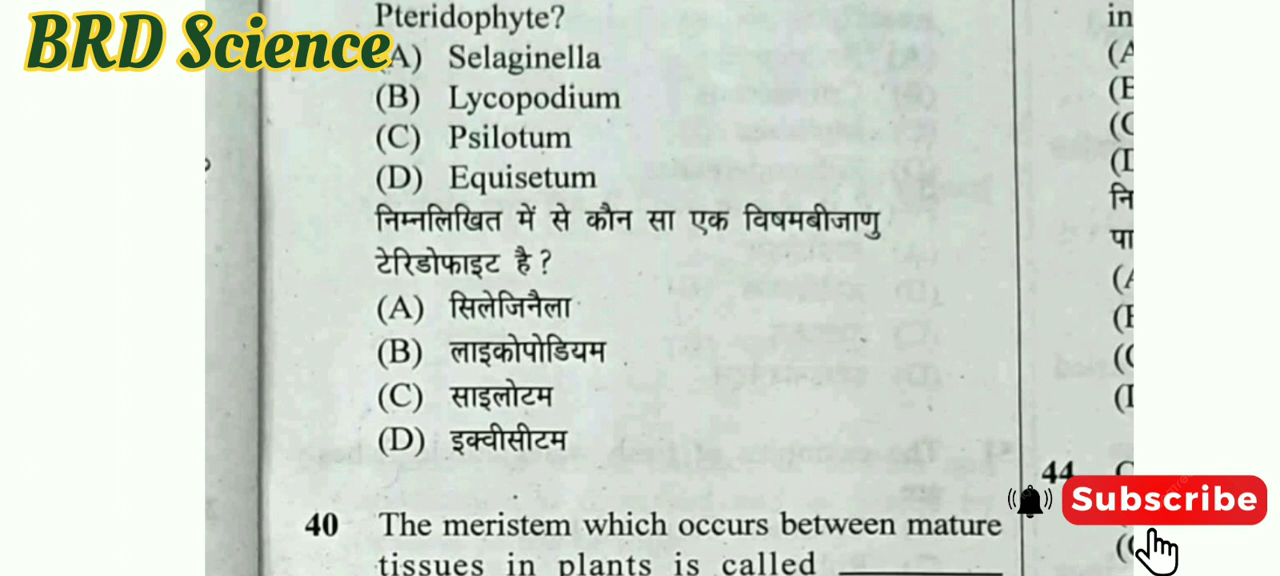 BRD Science
Pteridophyte?
(A) Selaginella
(B) Lycopodium
(C) Psilotum
(D) Equisetum
निम्नलिखित में से कौन सा एक विषमबीजाणु
टेरिडोफाइट है ?
(A) सिलेजिनैला
(B) लाइकोपोडियम
(C) साइलोटम
(D) इक्वीसीटम
40 The meristem which occurs between mature
tissues in plants is called
in
नि
पा
44
Subscribe